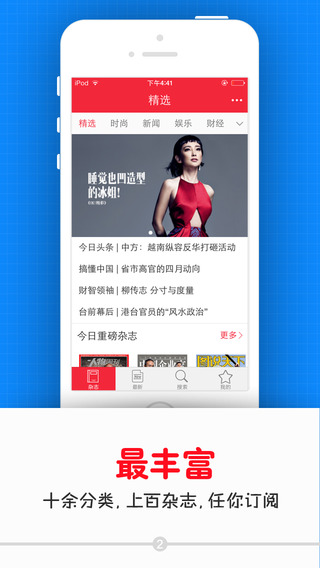 iPod 下午4:41
精选
精选 时尚 新闻 娱乐 财经
睡觉也凹造型
的冰姐!
今日头条 | 中方：越南纵容反华打砸活动
搞懂中国 | 省市高官的四月动向
财智领袖 | 柳传志 分寸与度量
台前幕后 | 港台官员的“风水政治”
今日重磅杂志 更多>
杂志 最新 搜索 我的
最丰富
十余分类, 上百杂志, 任你订阅
2